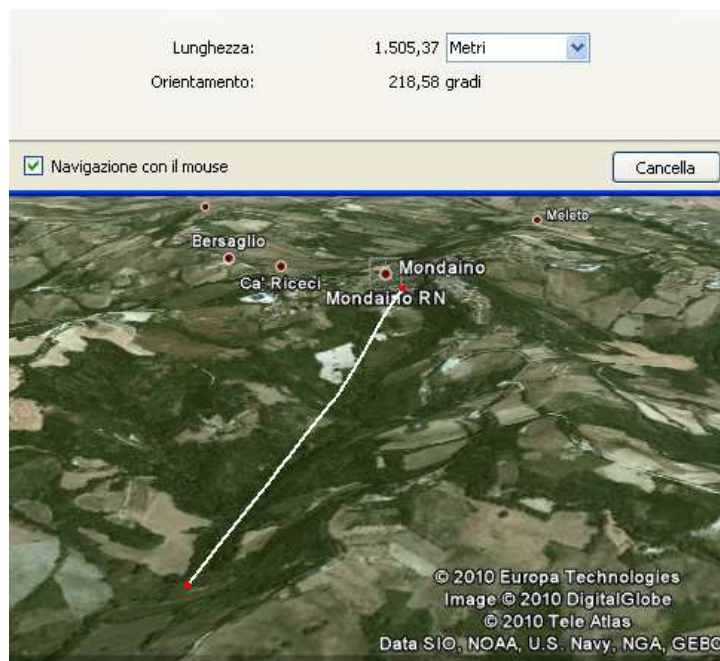 Lunghezza: 1.505,37 Metri
Orientamento: 218,58 gradi
Navigazione con il mouse Cancella
Meleto
Bersaglio
Mondaino
Ca' Riceci
Mondaino RN
© 2010 Europa Technologies
Image © 2010 DigitalGlobe
© 2010 Tele Atlas
Data SIO, NOAA, U.S. Navy, NGA, GEBC